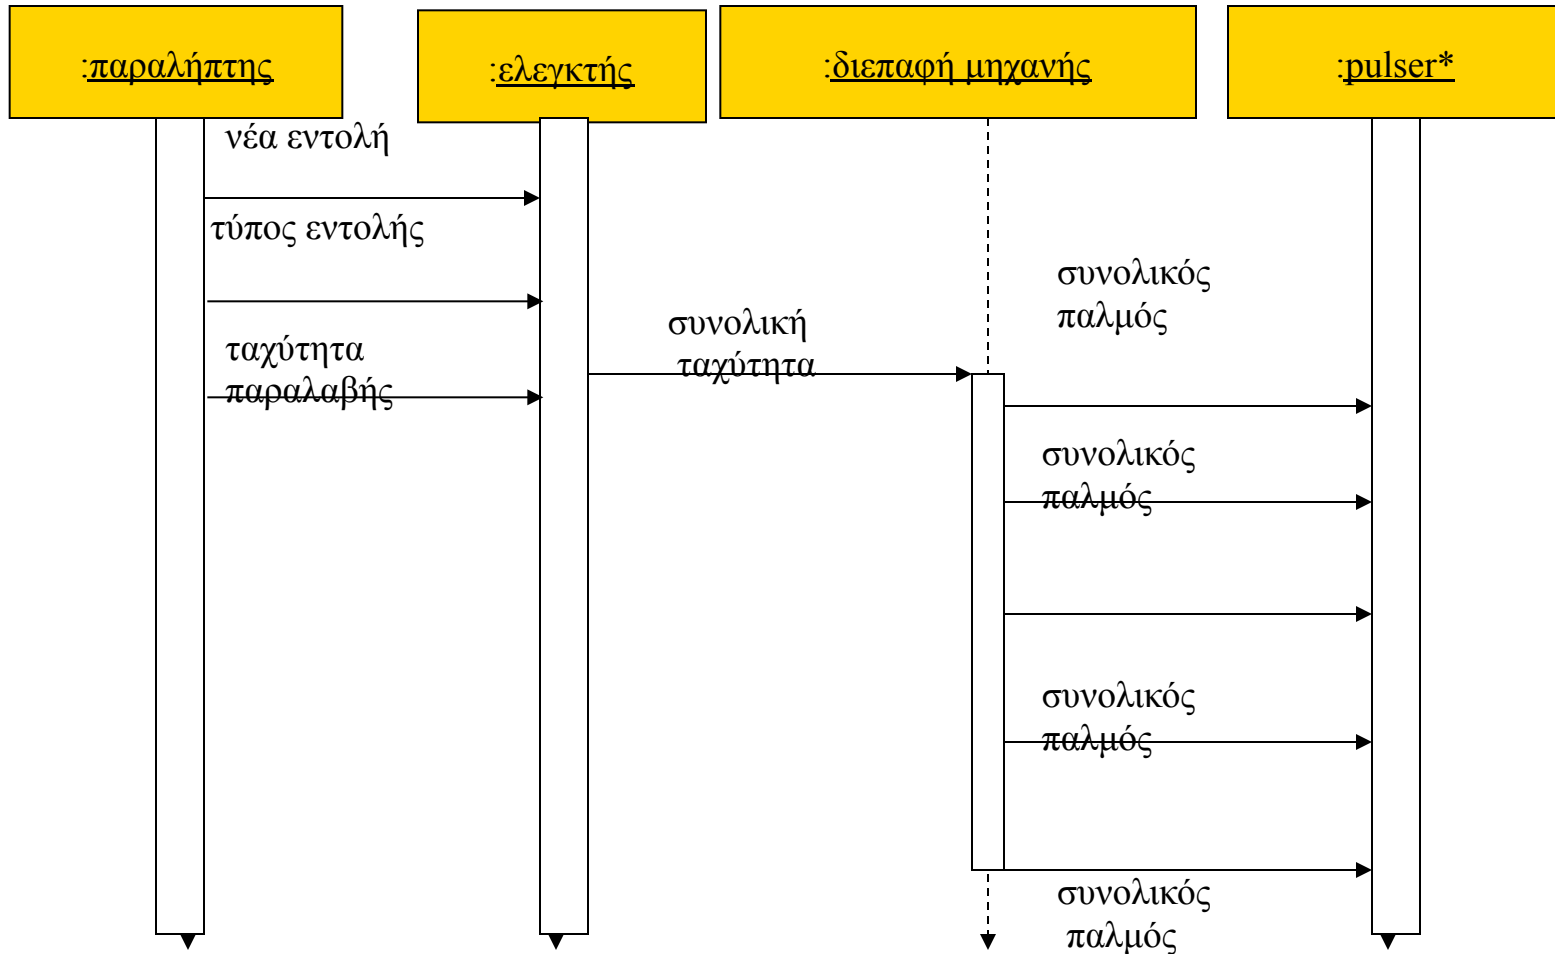 :παραλήπτης
:ελεγκτής
:διεπαφή μηχανής
:pulser*
νέα εντολή
τύπος εντολής
συνολικός
παλμός
συνολική
ταχύτητα
ταχύτητα
παραλαβής
συνολικός
παλμός
συνολικός
παλμός
συνολικός
παλμός